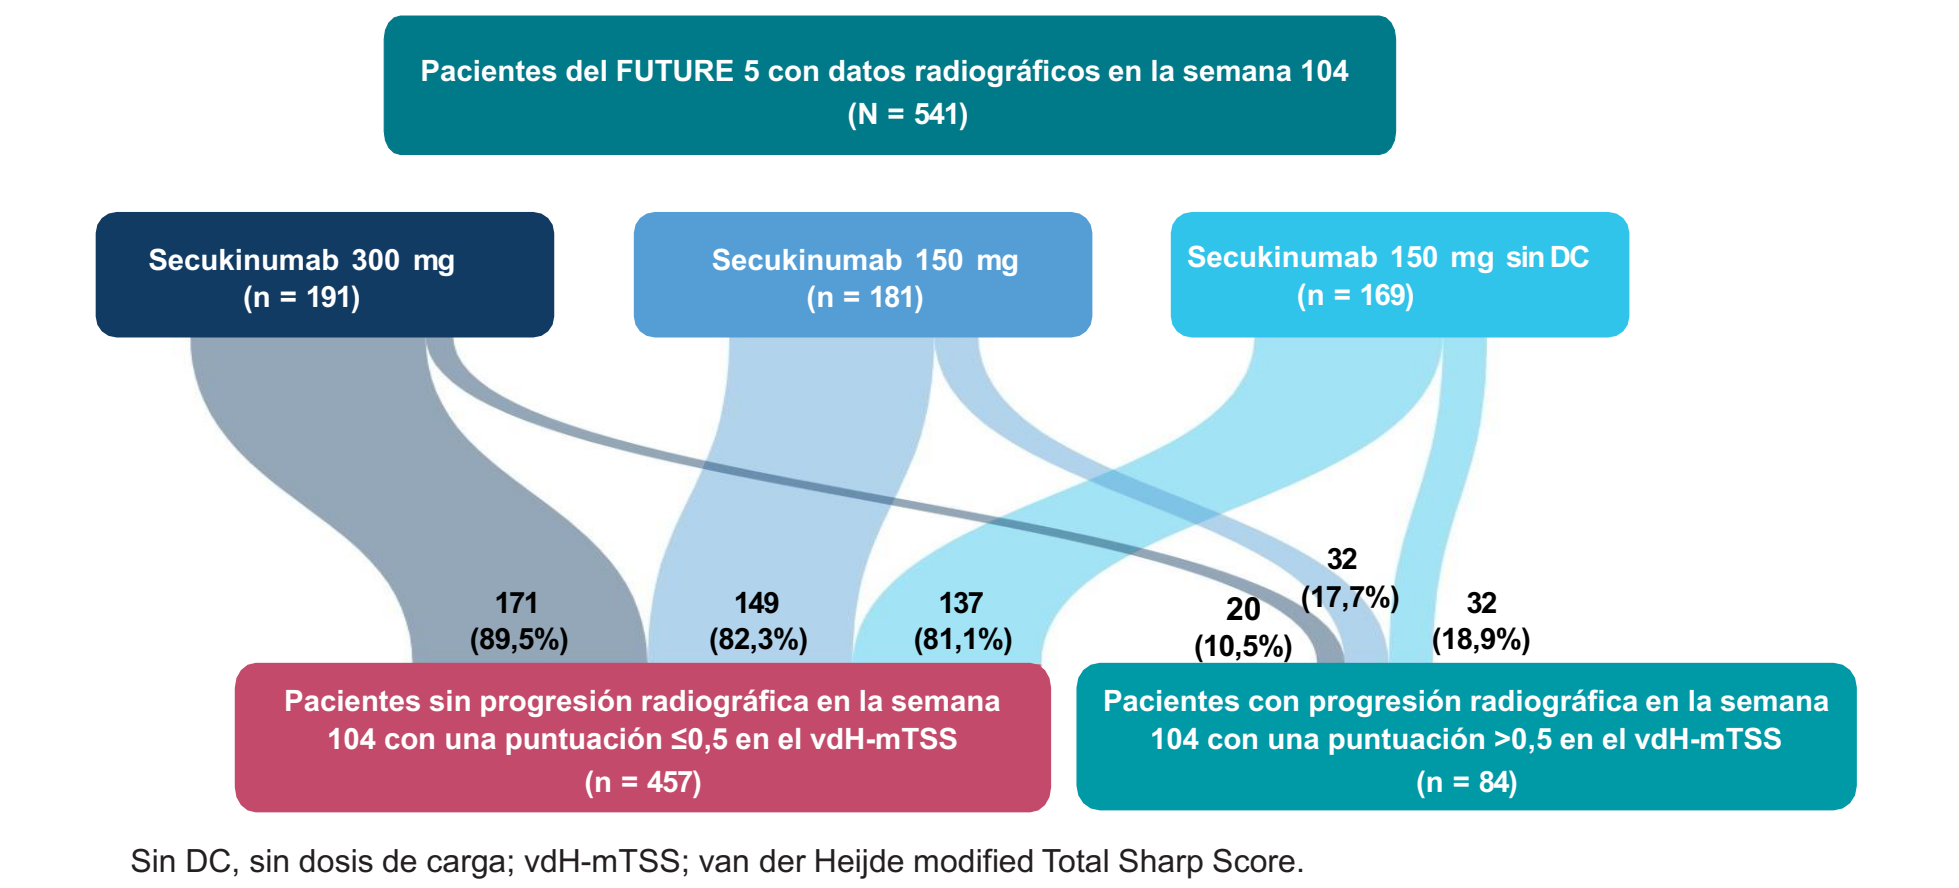 Pacientes del FUTURE 5 con datos radiográficos en la semana 104
(N = 541)
Secukinumab 300 mg
(n = 191)
Secukinumab 150 mg
(n = 181)
Secukinumab 150 mg sin DC
(n = 169)
171
(89,5%)
149
(82,3%)
137
(81,1%)
20
(10,5%)
32
(17,7%)
32
(18,9%)
Pacientes sin progresión radiográfica en la semana
104 con una puntuación ≤0,5 en el vdH-mTSS
(n = 457)
Pacientes con progresión radiográfica en la semana
104 con una puntuación >0,5 en el vdH-mTSS
(n = 84)
Sin DC, sin dosis de carga; vdH-mTSS; van der Heijde modified Total Sharp Score.